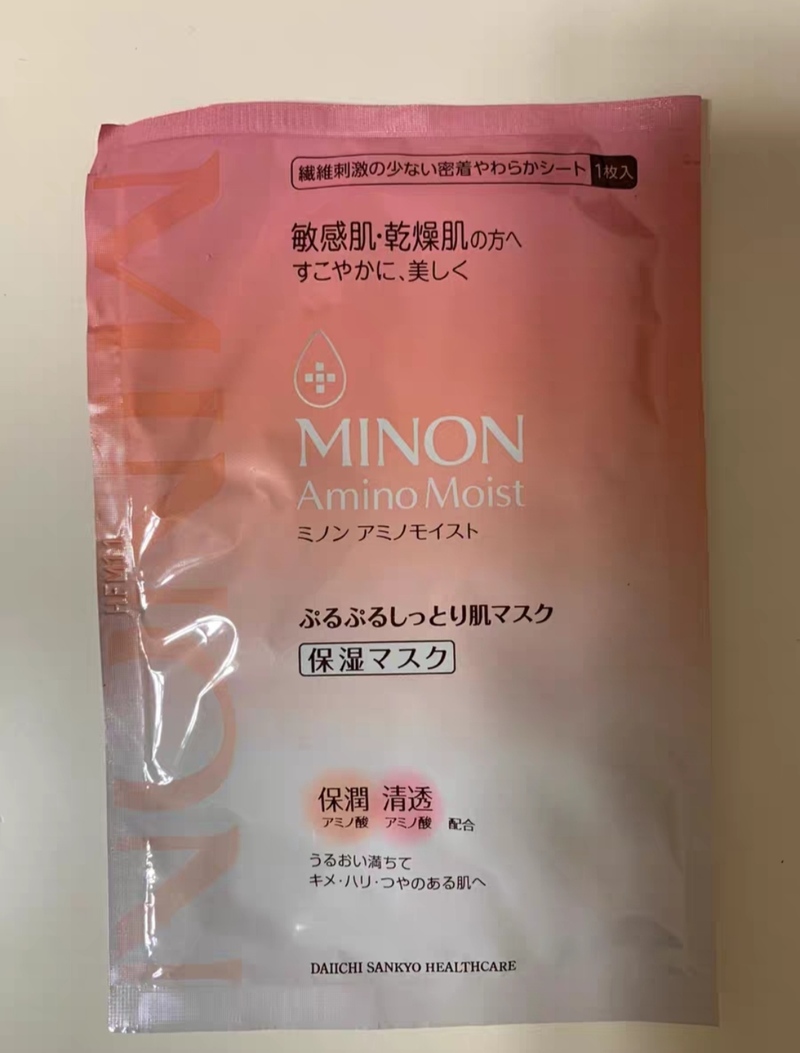 繊維刺激の少ない密着やわらかシート 1枚入
敏感肌・乾燥肌の方へ
すこやかに、美しく
MINON
Amino Moist
ミノン アミノモイスト
ぷるぷるしっとり肌マスク
保湿マスク
保潤 清透
アミノ酸 アミノ酸 配合
うるおい満ちて
キメ・ハリ・つやのある肌へ
DAIICHI SANKYO HEALTHCARE
MINON